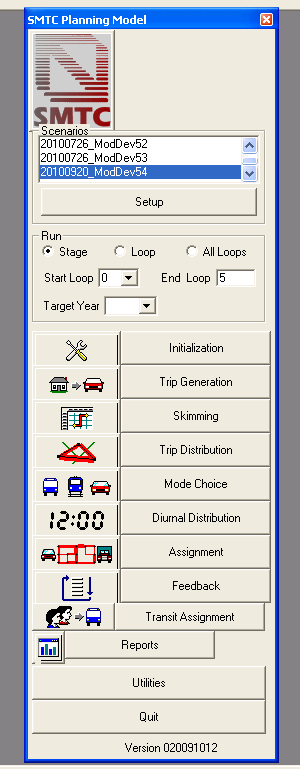 SMTC Planning Model
SMTC
Scenarios
20100726_ModDev52
20100726_ModDev53
20100920_ModDev54
Setup
Run
Stage Loop All Loops
Start Loop 0 End Loop 5
Target Year
Initialization
Trip Generation
Skimming
Trip Distribution
Mode Choice
12:00 Diurnal Distribution
Assignment
Feedback
Transit Assignment
Reports
Utilities
Quit
Version 020091012